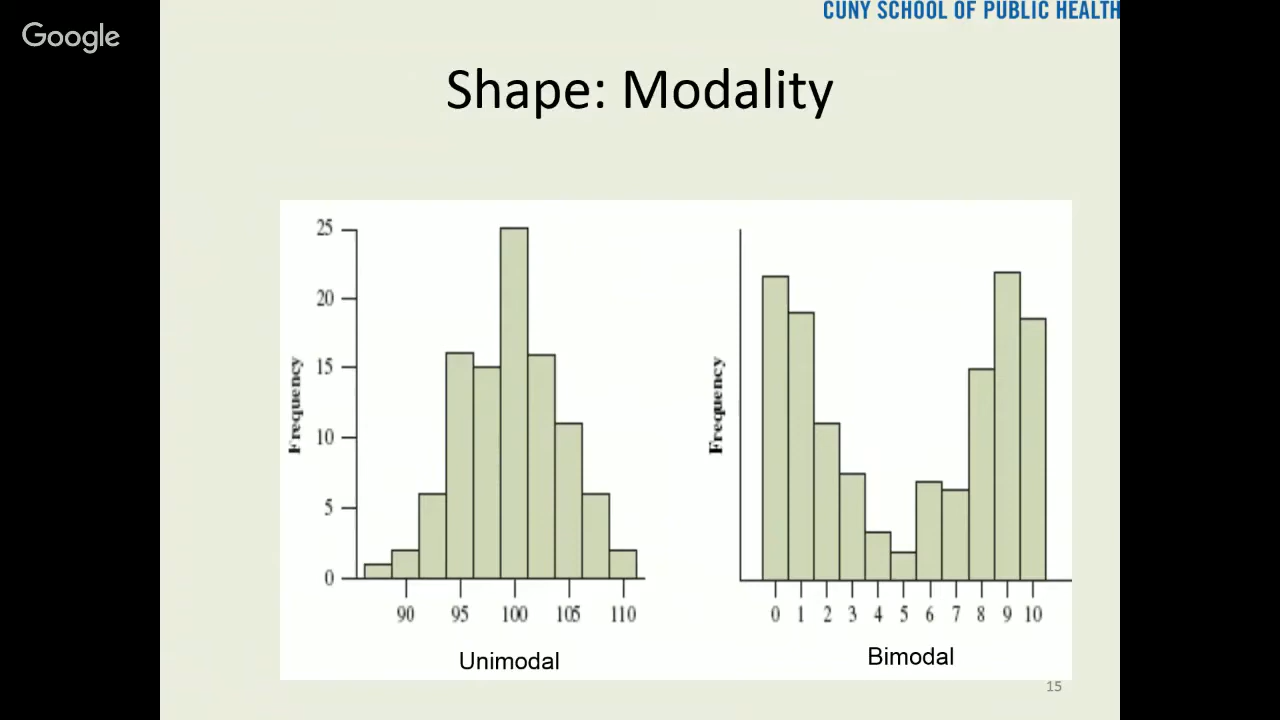 Google
CUNY SCHOOL OF PUBLIC HEALTH
Shape: Modality
25
20
15
10
5
0
Frequency
90 95 100 105 110
Unimodal
Frequency
0 1 2 3 4 5 6 7 8 9 10
Bimodal
15